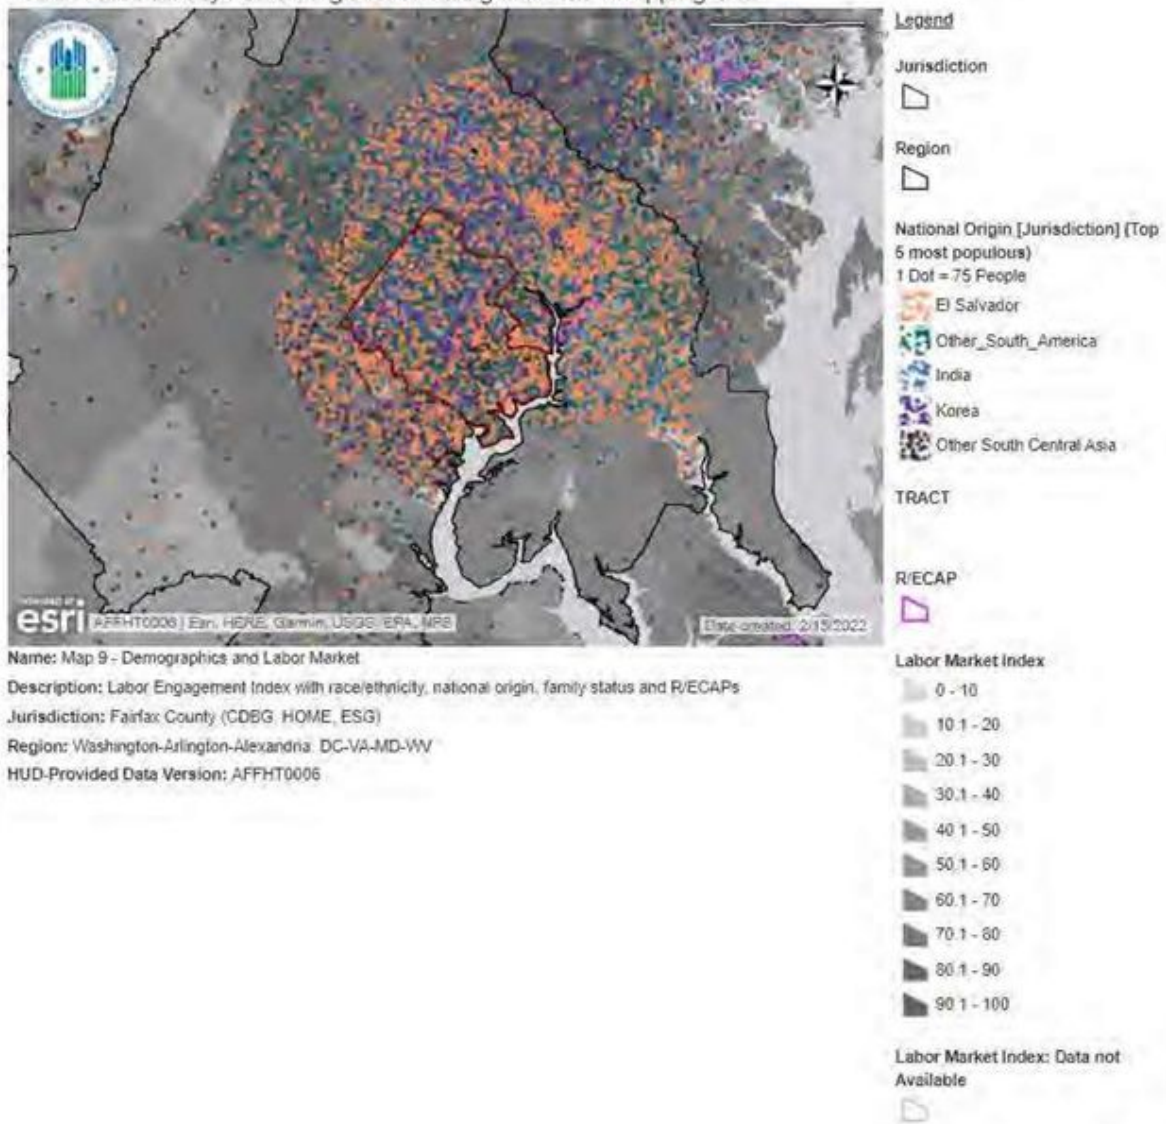 Legend
Jurisdiction
Region
National Origin [Jurisdiction] (Top
5 most populous)
1 Dot = 75 People
El Salvador
Other_South_America
India
Korea
Other South Central Asia
TRACT
R/ECAP
Labor Market Index
0 - 10
10.1 - 20
20.1 - 30
30.1 - 40
40.1 - 50
50.1 - 60
60.1 - 70
70.1 - 80
80.1 - 90
90.1 - 100
Labor Market Index: Data not
Available
POWERED BY
esri
AFFHT0006 | Esri, HERE, Garmin, USGS, EPA, NPS
Date created: 2/15/2022
Name: Map 9 - Demographics and Labor Market
Description: Labor Engagement Index with race/ethnicity, national origin, family status and R/ECAPs
Jurisdiction: Fairfax County (CDBG, HOME, ESG)
Region: Washington-Arlington-Alexandria, DC-VA-MD-WV
HUD-Provided Data Version: AFFHT0006